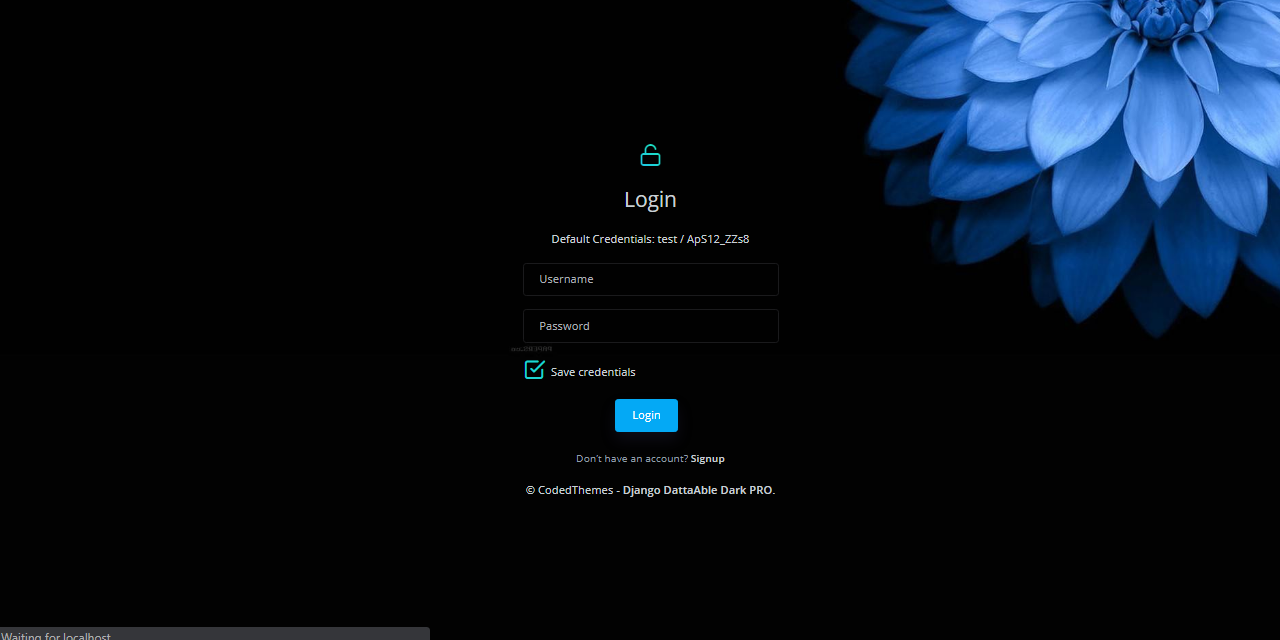 Login
Default Credentials: test / ApS12_ZZs8
Username
Password
Save credentials
Login
Don't have an account? Signup
© CodedThemes - Django DattaAble Dark PRO.
Waiting for localhost